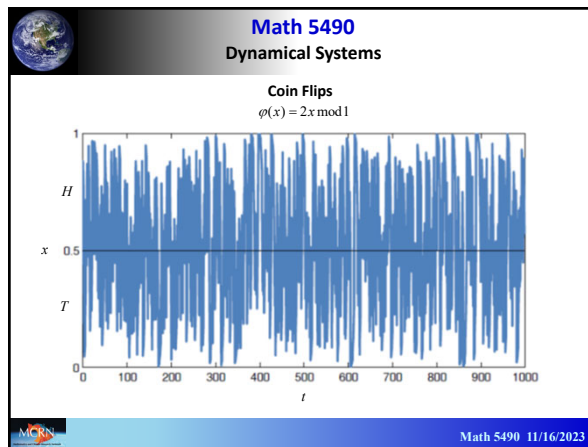 Math 5490
Dynamical Systems
Coin Flips
φ(x) = 2x mod 1
1
H
x
0.5
T
0
0 100 200 300 400 500 600 700 800 900 1000
t
MCRN
Math 5490 11/16/2023